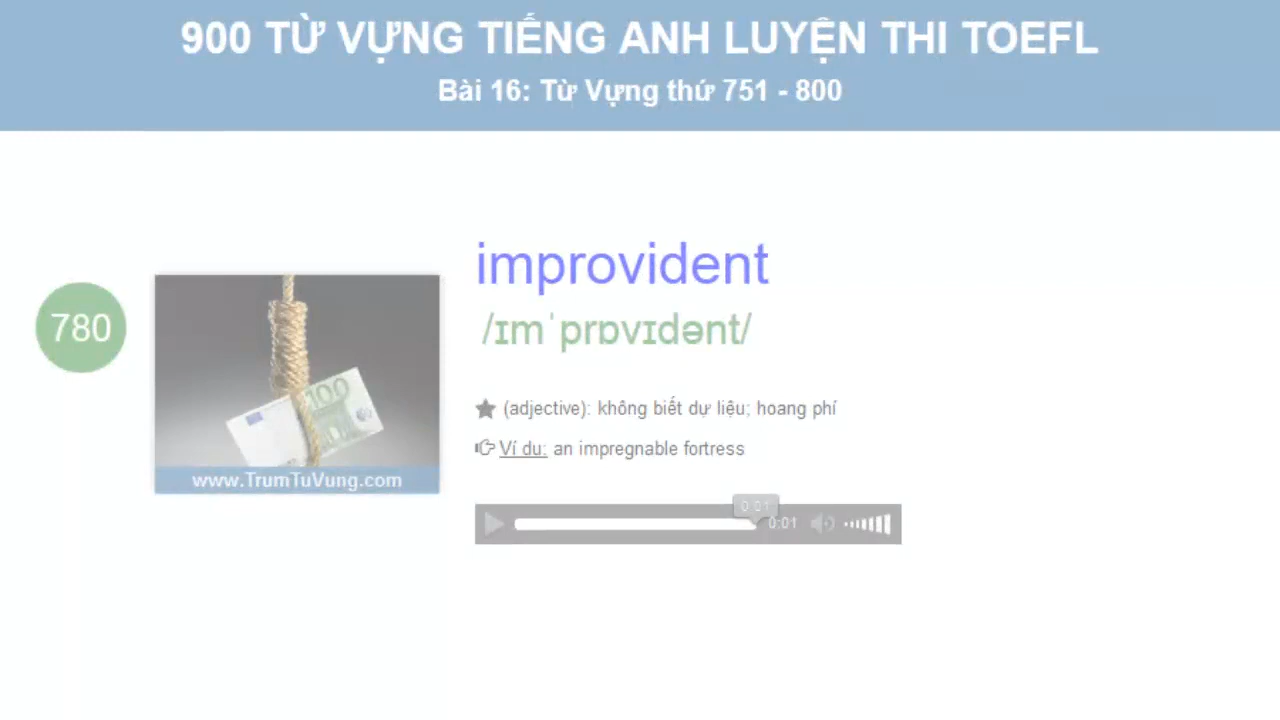 900 TỪ VỰNG TIẾNG ANH LUYỆN THI TOEFL
Bài 16: Từ Vựng thứ 751 - 800
780
100
www.TrumTuVung.com
improvident
/ɪmˈprɒvɪdənt/
(adjective): không biết dự liệu; hoang phí
Ví dụ: an impregnable fortress
0:01
0:01